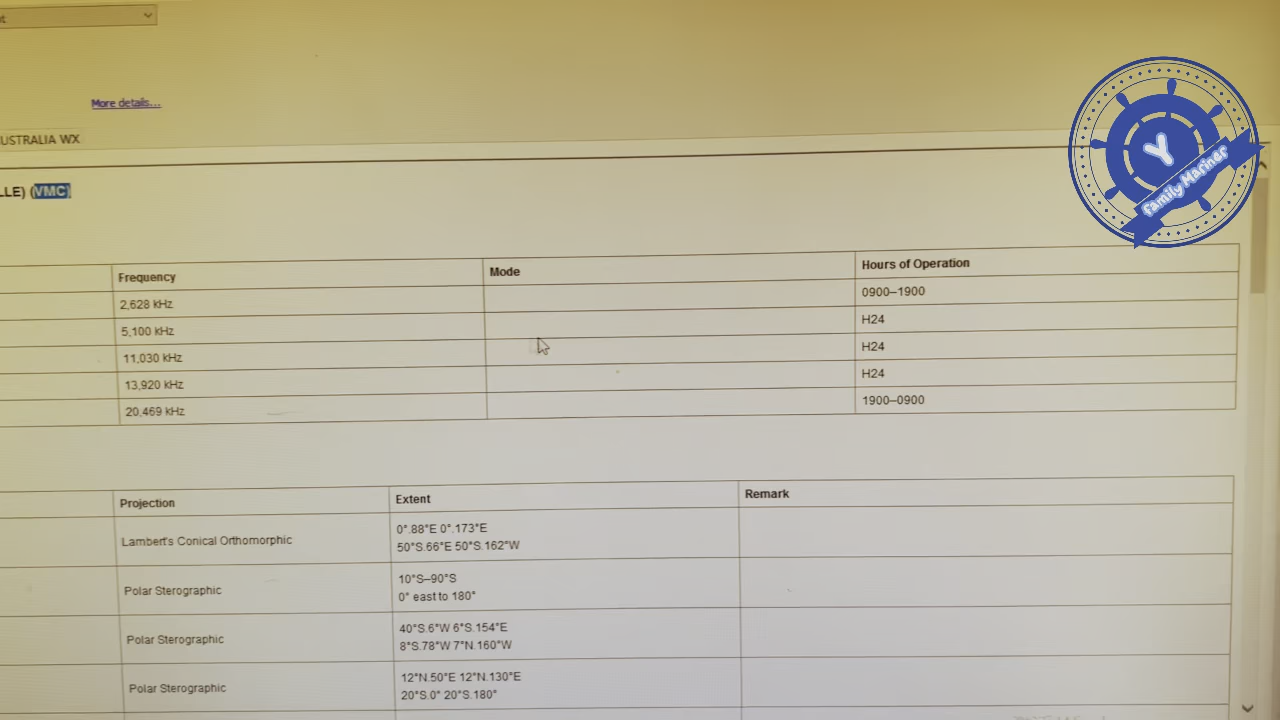 t
More details...
USTRALIA WX
LLE) (VMC)
Frequency Mode Hours of Operation
2,628 kHz 0900–1900
5,100 kHz H24
11,030 kHz H24
13,920 kHz H24
20,469 kHz 1900–0900
Projection Extent Remark
Lambert's Conical Orthomorphic
0°.88°E 0°.173°E
50°S.66°E 50°S.162°W
Polar Sterographic
10°S–90°S
0° east to 180°
Polar Sterographic
40°S.6°W 6°S.154°E
8°S.78°W 7°N.160°W
Polar Sterographic
12°N.50°E 12°N.130°E
20°S.0° 20°S.180°
Y
Family Mariner